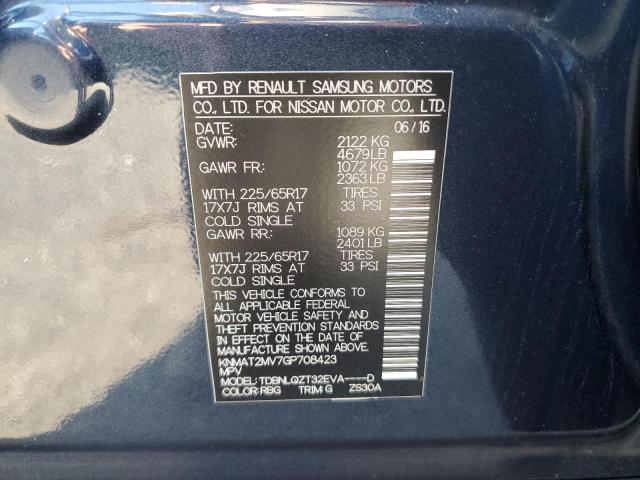 MFD BY RENAULT SAMSUNG MOTORS
CO., LTD. FOR NISSAN MOTOR CO., LTD.
DATE: 06/16
GVWR: 2122 KG
4679 LB
GAWR FR: 1072 KG
2363 LB
WITH 225/65R17 TIRES
17X7J RIMS AT 33 PSI
COLD SINGLE
GAWR RR: 1089 KG
2401 LB
WITH 225/65R17 TIRES
17X7J RIMS AT 33 PSI
COLD SINGLE
THIS VEHICLE CONFORMS TO
ALL APPLICABLE FEDERAL
MOTOR VEHICLE SAFETY AND
THEFT PREVENTION STANDARDS
IN EFFECT ON THE DATE OF
MANUFACTURE SHOWN ABOVE.
KNMAT2MV7GP708423
MPV
MODEL: TDBNLQZT32EVA----D
COLOR: RBG TRIM: G ZS30A